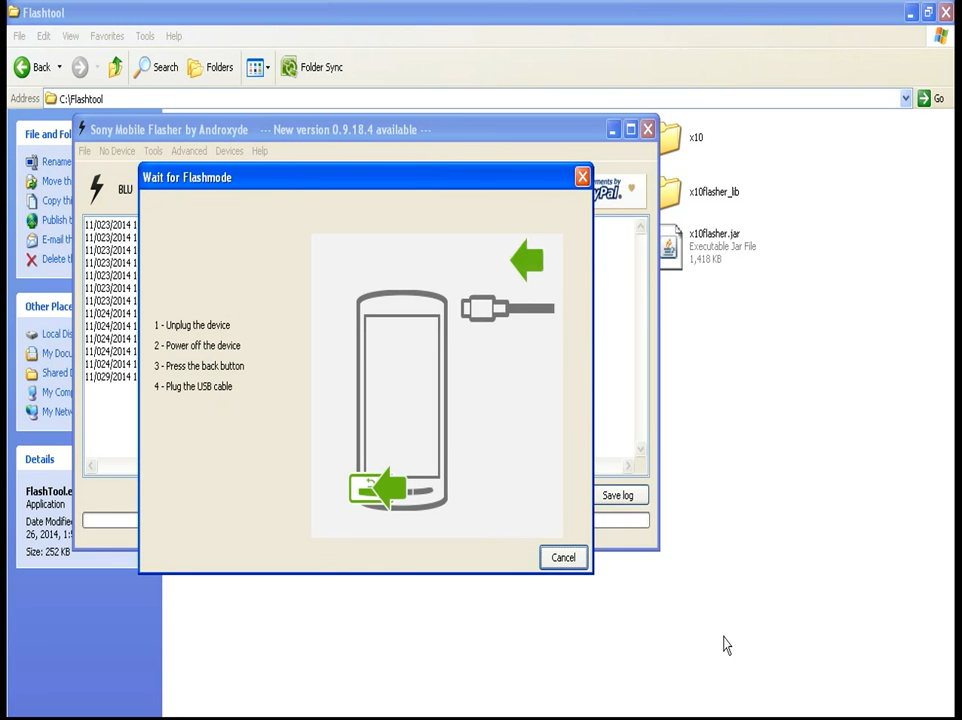 Flashtool
File Edit View Favorites Tools Help
Back Search Folders Folder Sync
Address C:\Flashtool Go
File and Fol
Rename
Move th
Copy thi
Publish t
E-mail th
Delete th
Other Place
Local Dis
My Docu
Shared D
My Comp
My Netw
Details
FlashTool.e
Application
Date Modifie
26, 2014, 1:5
Size: 252 KB
Sony Mobile Flasher by Androxyde --- New version 0.9.18.4 available ---
File No Device Tools Advanced Devices Help
BLU
ments by
yPal.
11/023/2014 1
11/023/2014 1
11/023/2014 1
11/023/2014 1
11/023/2014 1
11/023/2014 1
11/023/2014 1
11/024/2014 1
11/024/2014 1
11/024/2014 1
11/024/2014 1
11/024/2014 1
11/029/2014 1
Save log
Wait for Flashmode
1 - Unplug the device
2 - Power off the device
3 - Press the back button
4 - Plug the USB cable
Cancel
x10
x10flasher_lib
x10flasher.jar
Executable Jar File
1,418 KB